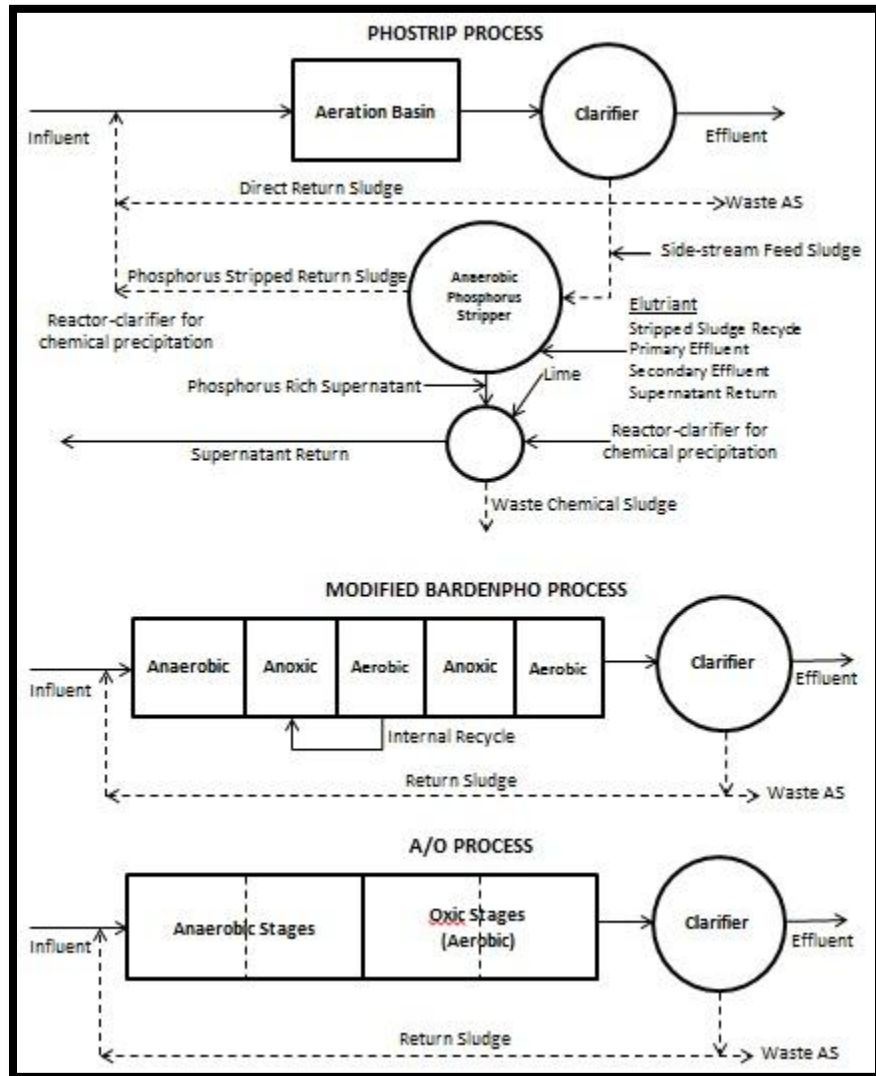 PHOSTRIP PROCESS
Aeration Basin
Clarifier
Influent
Effluent
Direct Return Sludge
Waste AS
Side-stream Feed Sludge
Phosphorus Stripped Return Sludge
Anaerobic
Phosphorus
Stripper
Elutriant
Stripped Sludge Recyde
Primary Effluent
Secondary Effluent
Supernatant Return
Reactor-clarifier for
chemical precipitation
Phosphorus Rich Supernatant
Lime
Reactor-clarifier for
chemical precipitation
Supernatant Return
Waste Chemical Sludge
MODIFIED BARDENPHO PROCESS
Anaerobic
Anoxic
Aerobic
Anoxic
Aerobic
Clarifier
Influent
Effluent
Internal Recycle
Return Sludge
Waste AS
A/O PROCESS
Anaerobic Stages
Oxic Stages
(Aerobic)
Clarifier
Influent
Effluent
Return Sludge
Waste AS